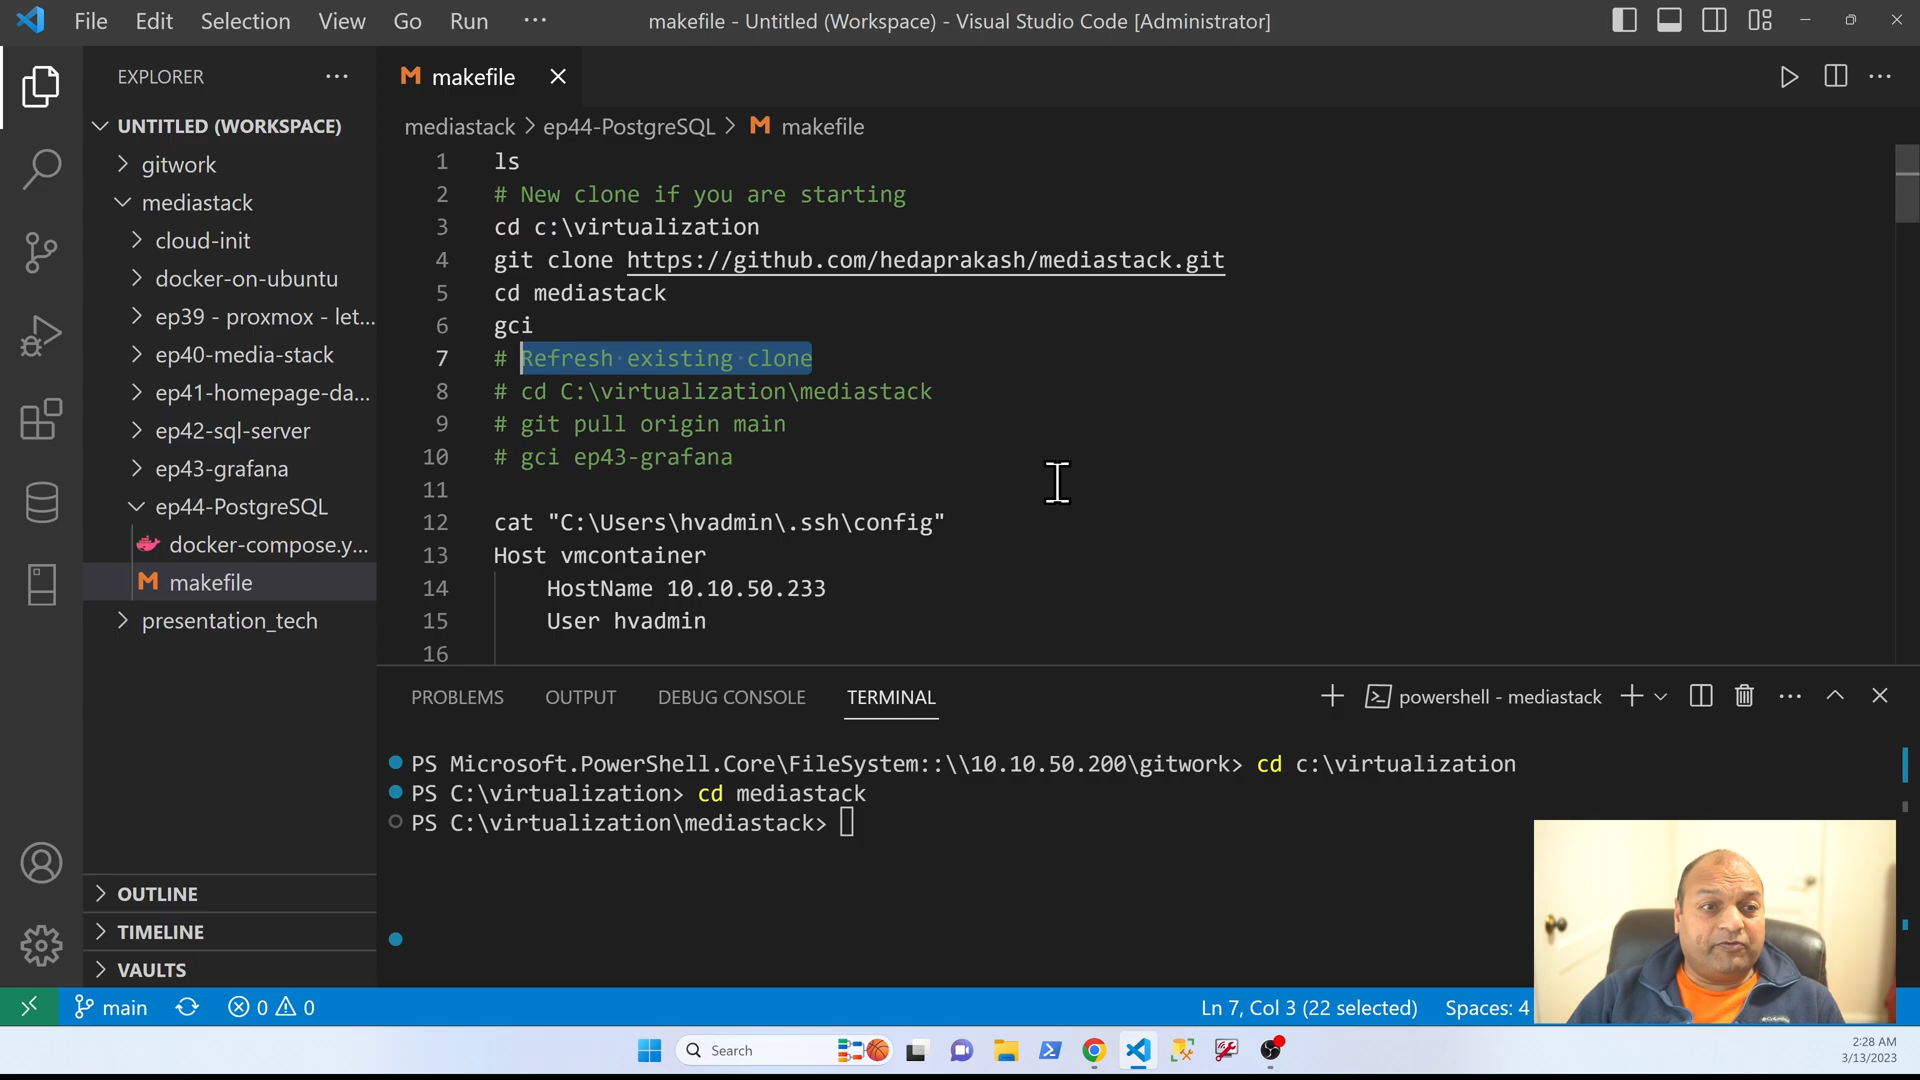 File Edit Selection View Go Run ··· makefile - Untitled (Workspace) - Visual Studio Code [Administrator]
EXPLORER ···
M makefile
UNTITLED (WORKSPACE)
gitwork
mediastack
cloud-init
docker-on-ubuntu
ep39 - proxmox - let...
ep40-media-stack
ep41-homepage-da...
ep42-sql-server
ep43-grafana
ep44-PostgreSQL
docker-compose.y...
M makefile
presentation_tech
OUTLINE
TIMELINE
VAULTS
mediastack > ep44-PostgreSQL > M makefile
1 ls
2 # New clone if you are starting
3 cd c:\virtualization
4 git clone https://github.com/hedaprakash/mediastack.git
5 cd mediastack
6 gci
7 # Refresh existing clone
8 # cd C:\virtualization\mediastack
9 # git pull origin main
10 # gci ep43-grafana
11
12 cat "C:\Users\hvadmin\.ssh\config"
13 Host vmcontainer
14 HostName 10.10.50.233
15 User hvadmin
16
PROBLEMS OUTPUT DEBUG CONSOLE TERMINAL powershell - mediastack
PS Microsoft.PowerShell.Core\FileSystem::\\10.10.50.200\gitwork> cd c:\virtualization
PS C:\virtualization> cd mediastack
PS C:\virtualization\mediastack>
main 0 0 Ln 7, Col 3 (22 selected) Spaces: 4
Search
2:28 AM
3/13/2023